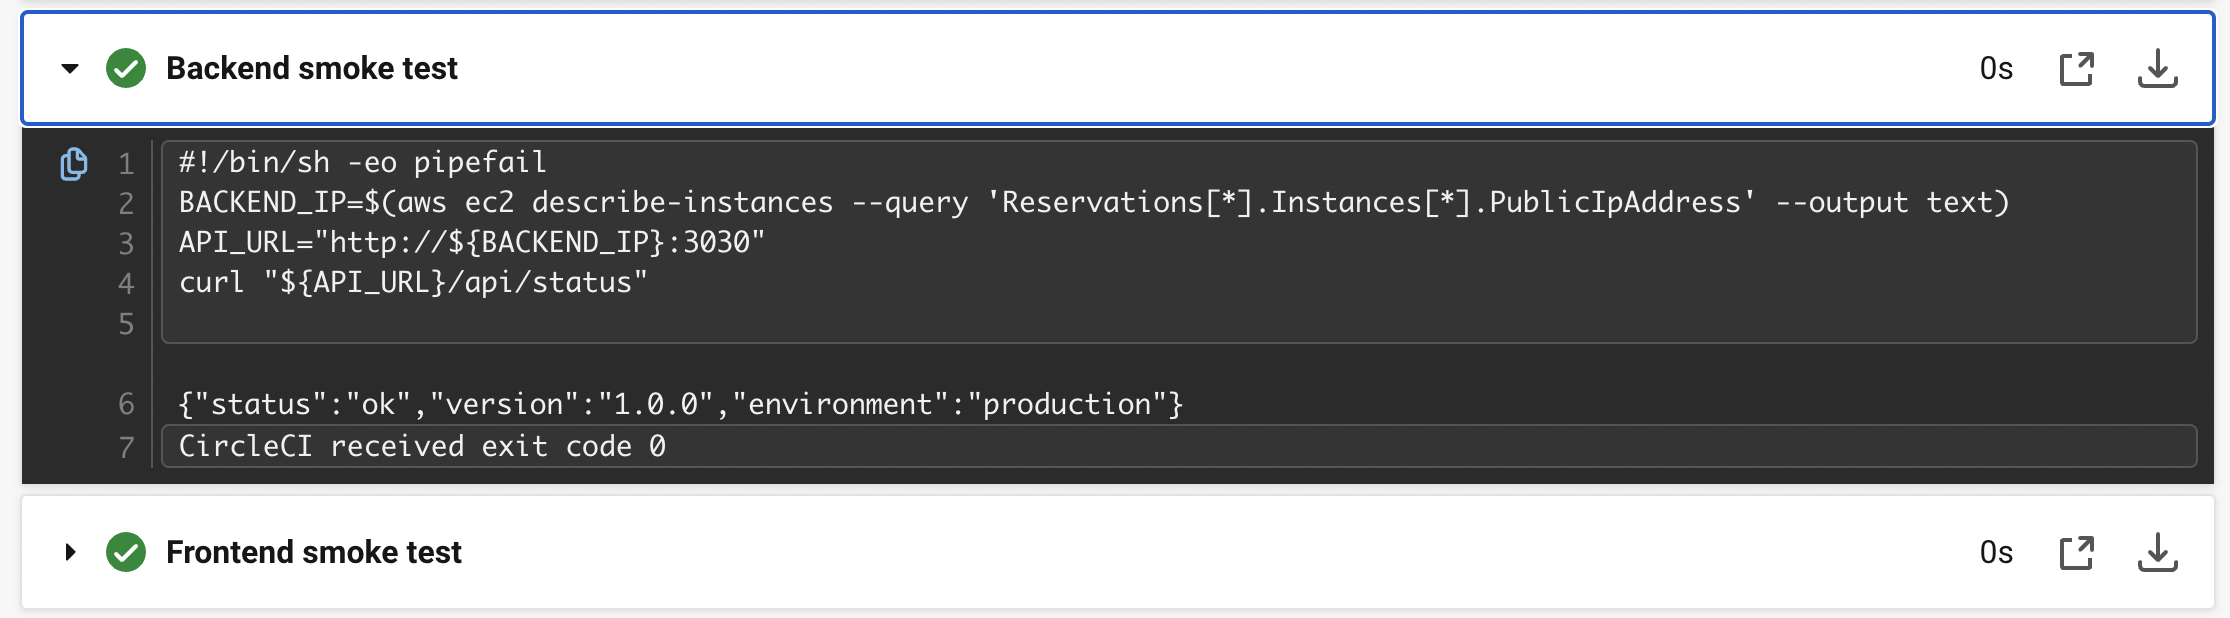 Backend smoke test 0s
1 #!/bin/sh -eo pipefail
2 BACKEND_IP=$(aws ec2 describe-instances --query 'Reservations[*].Instances[*].PublicIpAddress' --output text)
3 API_URL="http://${BACKEND_IP}:3030"
4 curl "${API_URL}/api/status"
5
6 {"status":"ok","version":"1.0.0","environment":"production"}
7 CircleCI received exit code 0
Frontend smoke test 0s